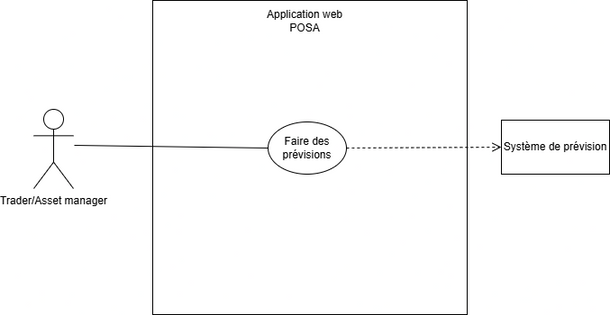 Application web
POSA
Faire des
prévisions
Système de prévision
Trader/Asset manager